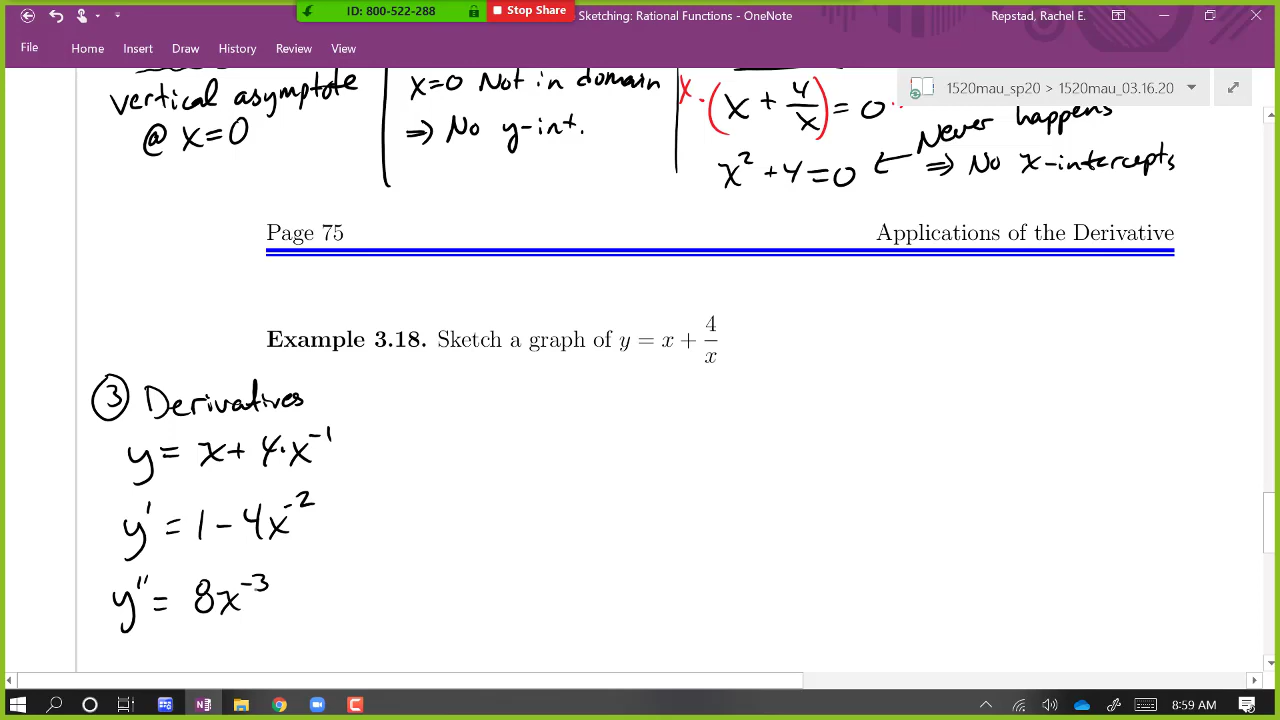 ID: 800-522-288
Stop Share
Sketching: Rational Functions - OneNote
Repstad, Rachel E.
File Home Insert Draw History Review View
1520mau_sp20 > 1520mau_03.16.20
vertical asymptote
@ x=0
x=0 Not in domain
⇒ No y-int.
x·(x + 4/x) = 0·
x² + 4 = 0
← Never happens
⇒ No x-intercepts
Page 75 Applications of the Derivative
Example 3.18. Sketch a graph of y = x + 4/x
③ Derivatives
y = x + 4·x⁻¹
y' = 1 - 4x⁻²
y'' = 8x⁻³
8:59 AM